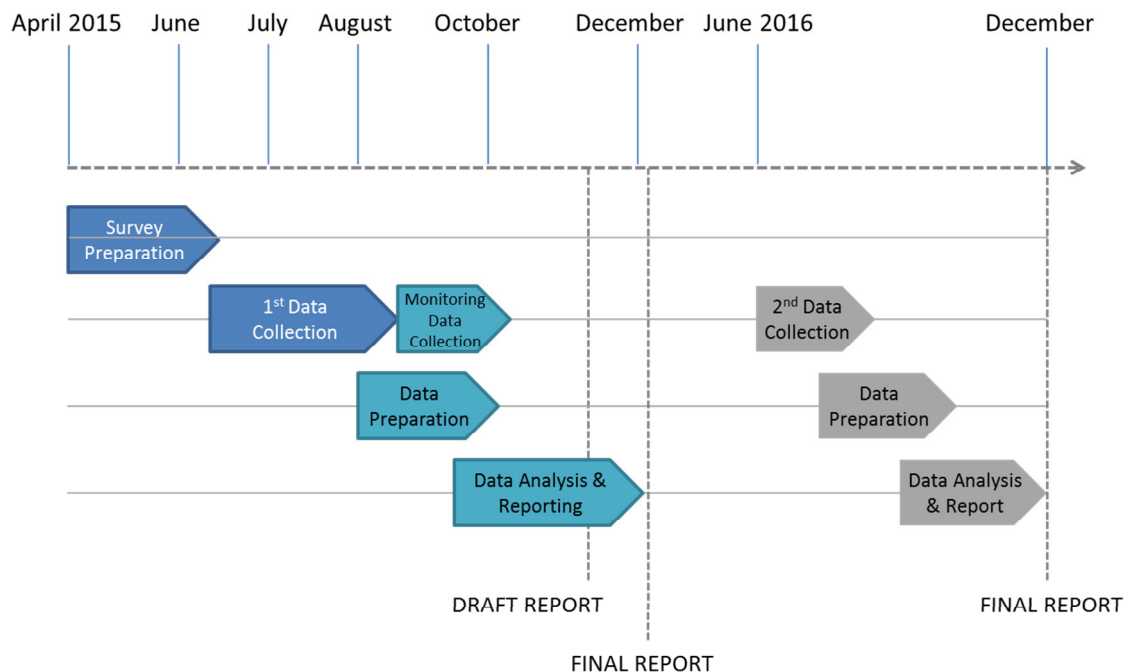 April 2015 June July August October December June 2016 December
Survey
Preparation
1st Data
Collection
Monitoring
Data
Collection
2nd Data
Collection
Data
Preparation
Data
Preparation
Data Analysis &
Reporting
Data Analysis
& Report
DRAFT REPORT
FINAL REPORT
FINAL REPORT